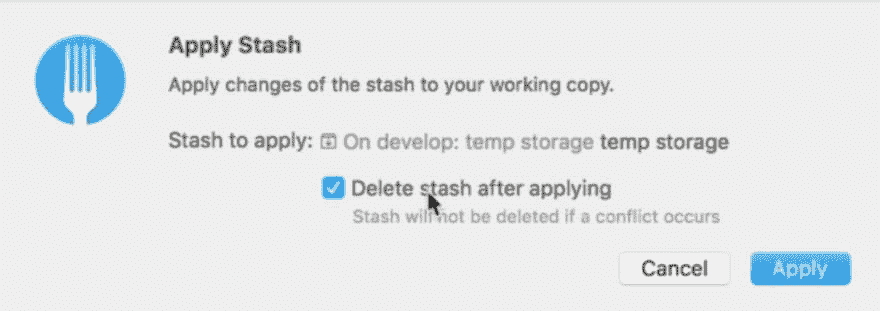 Apply Stash
Apply changes of the stash to your working copy.
Stash to apply: On develop: temp storage temp storage
Delete stash after applying
Stash will not be deleted if a conflict occurs
Cancel Apply